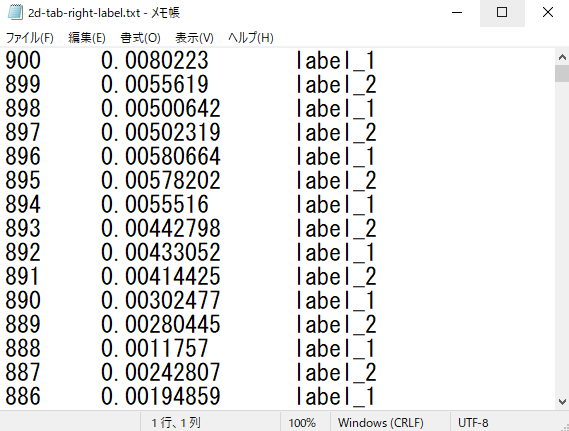 2d-tab-right-label.txt - メモ帳
ファイル(F) 編集(E) 書式(O) 表示(V) ヘルプ(H)
900 0.0080223 label_1
899 0.0055619 label_2
898 0.00500642 label_1
897 0.00502319 label_2
896 0.00580664 label_1
895 0.00578202 label_2
894 0.0055516 label_1
893 0.00442798 label_2
892 0.00433052 label_1
891 0.00414425 label_2
890 0.00302477 label_1
889 0.00280445 label_2
888 0.0011757 label_1
887 0.00242807 label_2
886 0.00194859 label_1
1 行、1 列 100% Windows (CRLF) UTF-8